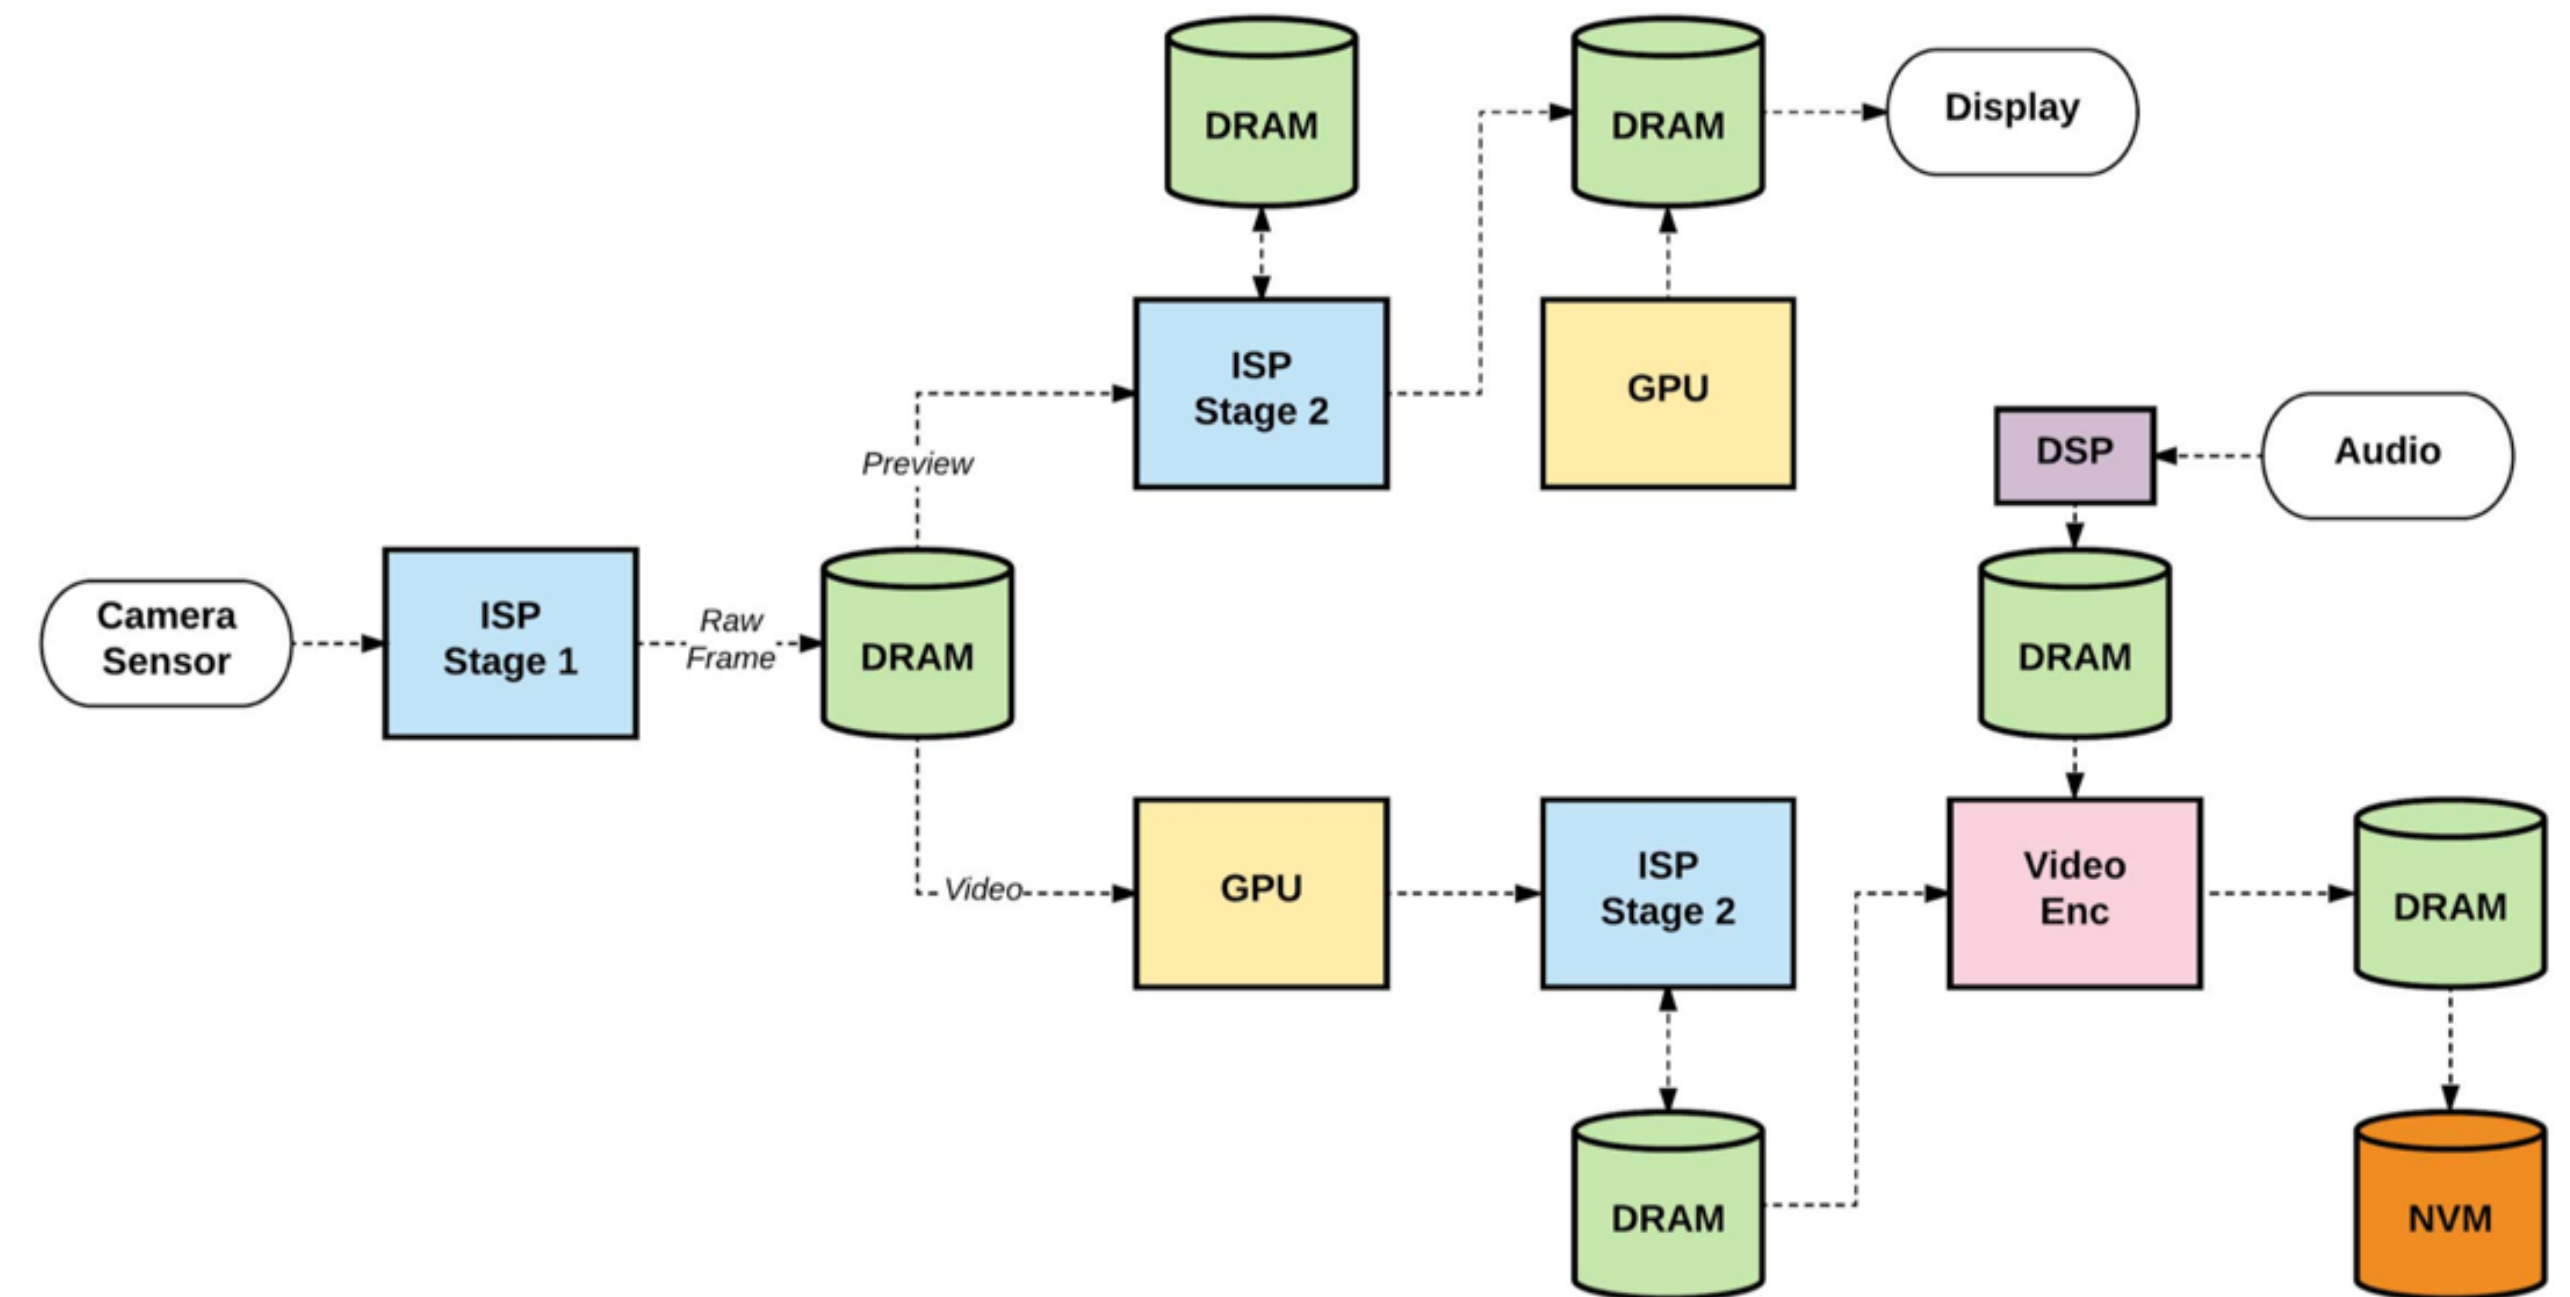 DRAM
DRAM
Display
ISP
Stage 2
GPU
DSP
Audio
Preview
Camera
Sensor
ISP
Stage 1
Raw
Frame
DRAM
DRAM
Video
GPU
ISP
Stage 2
Video
Enc
DRAM
DRAM
NVM